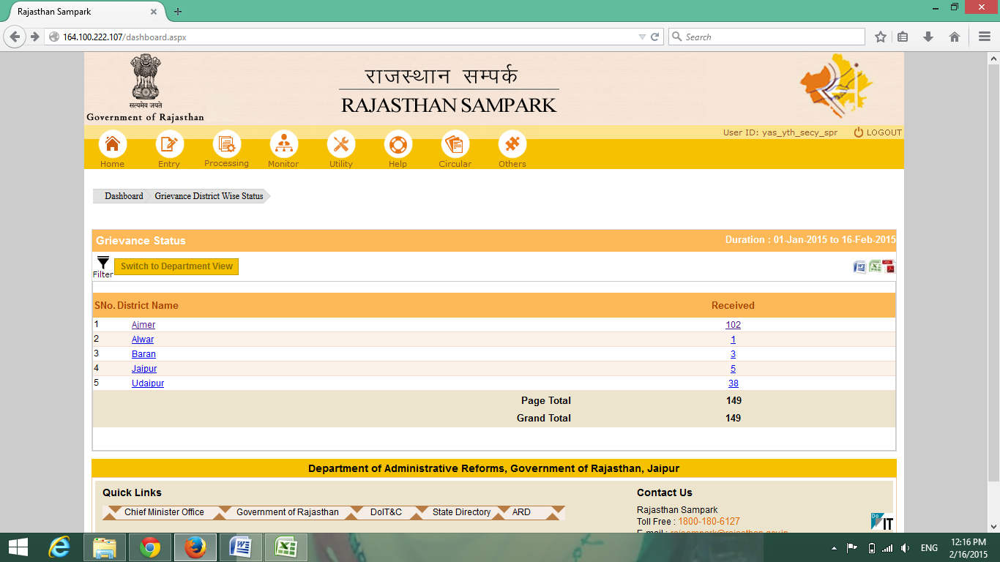 Rajasthan Sampark
164.100.222.107/dashboard.aspx
Search
राजस्थान सम्पर्क
RAJASTHAN SAMPARK
सत्यमेव जयते
Government of Rajasthan
User ID: yas_yth_secy_spr LOGOUT
Home Entry Processing Monitor Utility Help Circular Others
Dashboard Grievance District Wise Status
Grievance Status Duration : 01-Jan-2015 to 16-Feb-2015
Filter Switch to Department View
SNo. District Name Received
1 Ajmer 102
2 Alwar 1
3 Baran 3
4 Jaipur 5
5 Udaipur 38
Page Total 149
Grand Total 149
Department of Administrative Reforms, Government of Rajasthan, Jaipur
Quick Links Contact Us
Chief Minister Office Government of Rajasthan DoIT&C State Directory ARD
Rajasthan Sampark
Toll Free : 1800-180-6127
Do IT
ENG
12:16 PM
2/16/2015